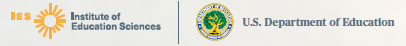 IES Institute of
Education Sciences
U.S. Department of Education